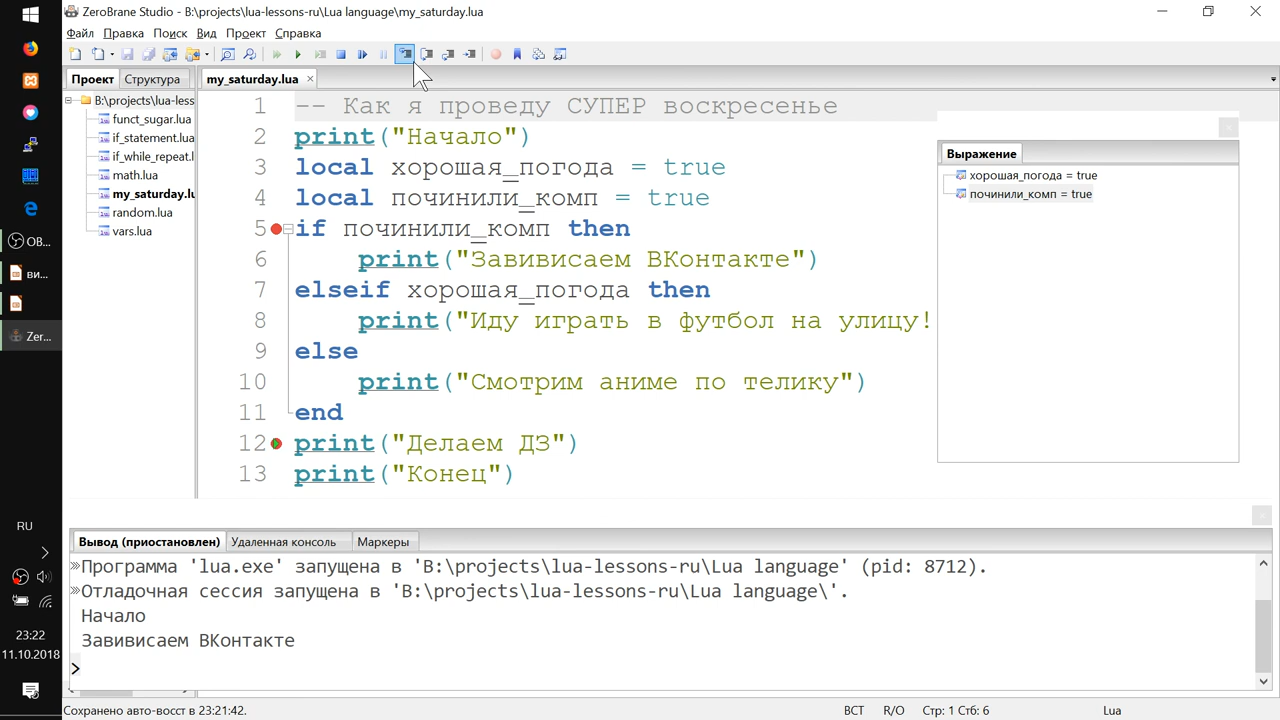 ZeroBrane Studio - B:\projects\lua-lessons-ru\Lua language\my_saturday.lua
Файл Правка Поиск Вид Проект Справка
Проект Структура
my_saturday.lua
B:\projects\lua-less
funct_sugar.lua
if_statement.lua
if_while_repeat.l
math.lua
my_saturday.lu
random.lua
vars.lua
1 -- Как я проведу СУПЕР воскресенье
2 print("Начало")
3 local хорошая_погода = true
4 local починили_комп = true
5 if починили_комп then
6 print("Завивисаем ВКонтакте")
7 elseif хорошая_погода then
8 print("Иду играть в футбол на улицу!
9 else
10 print("Смотрим аниме по телику")
11 end
12 print("Делаем ДЗ")
13 print("Конец")
Выражение
хорошая_погода = true
починили_комп = true
Вывод (приостановлен) Удаленная консоль Маркеры
»Программа 'lua.exe' запущена в 'B:\projects\lua-lessons-ru\Lua language' (pid: 8712).
»Отладочная сессия запущена в 'B:\projects\lua-lessons-ru\Lua language\'.
Начало
Завивисаем ВКонтакте
>
Сохранено авто-восст в 23:21:42.
ВСТ R/O Стр: 1 Стб: 6 Lua
OB...
ви...
Zer...
RU
23:22
11.10.2018